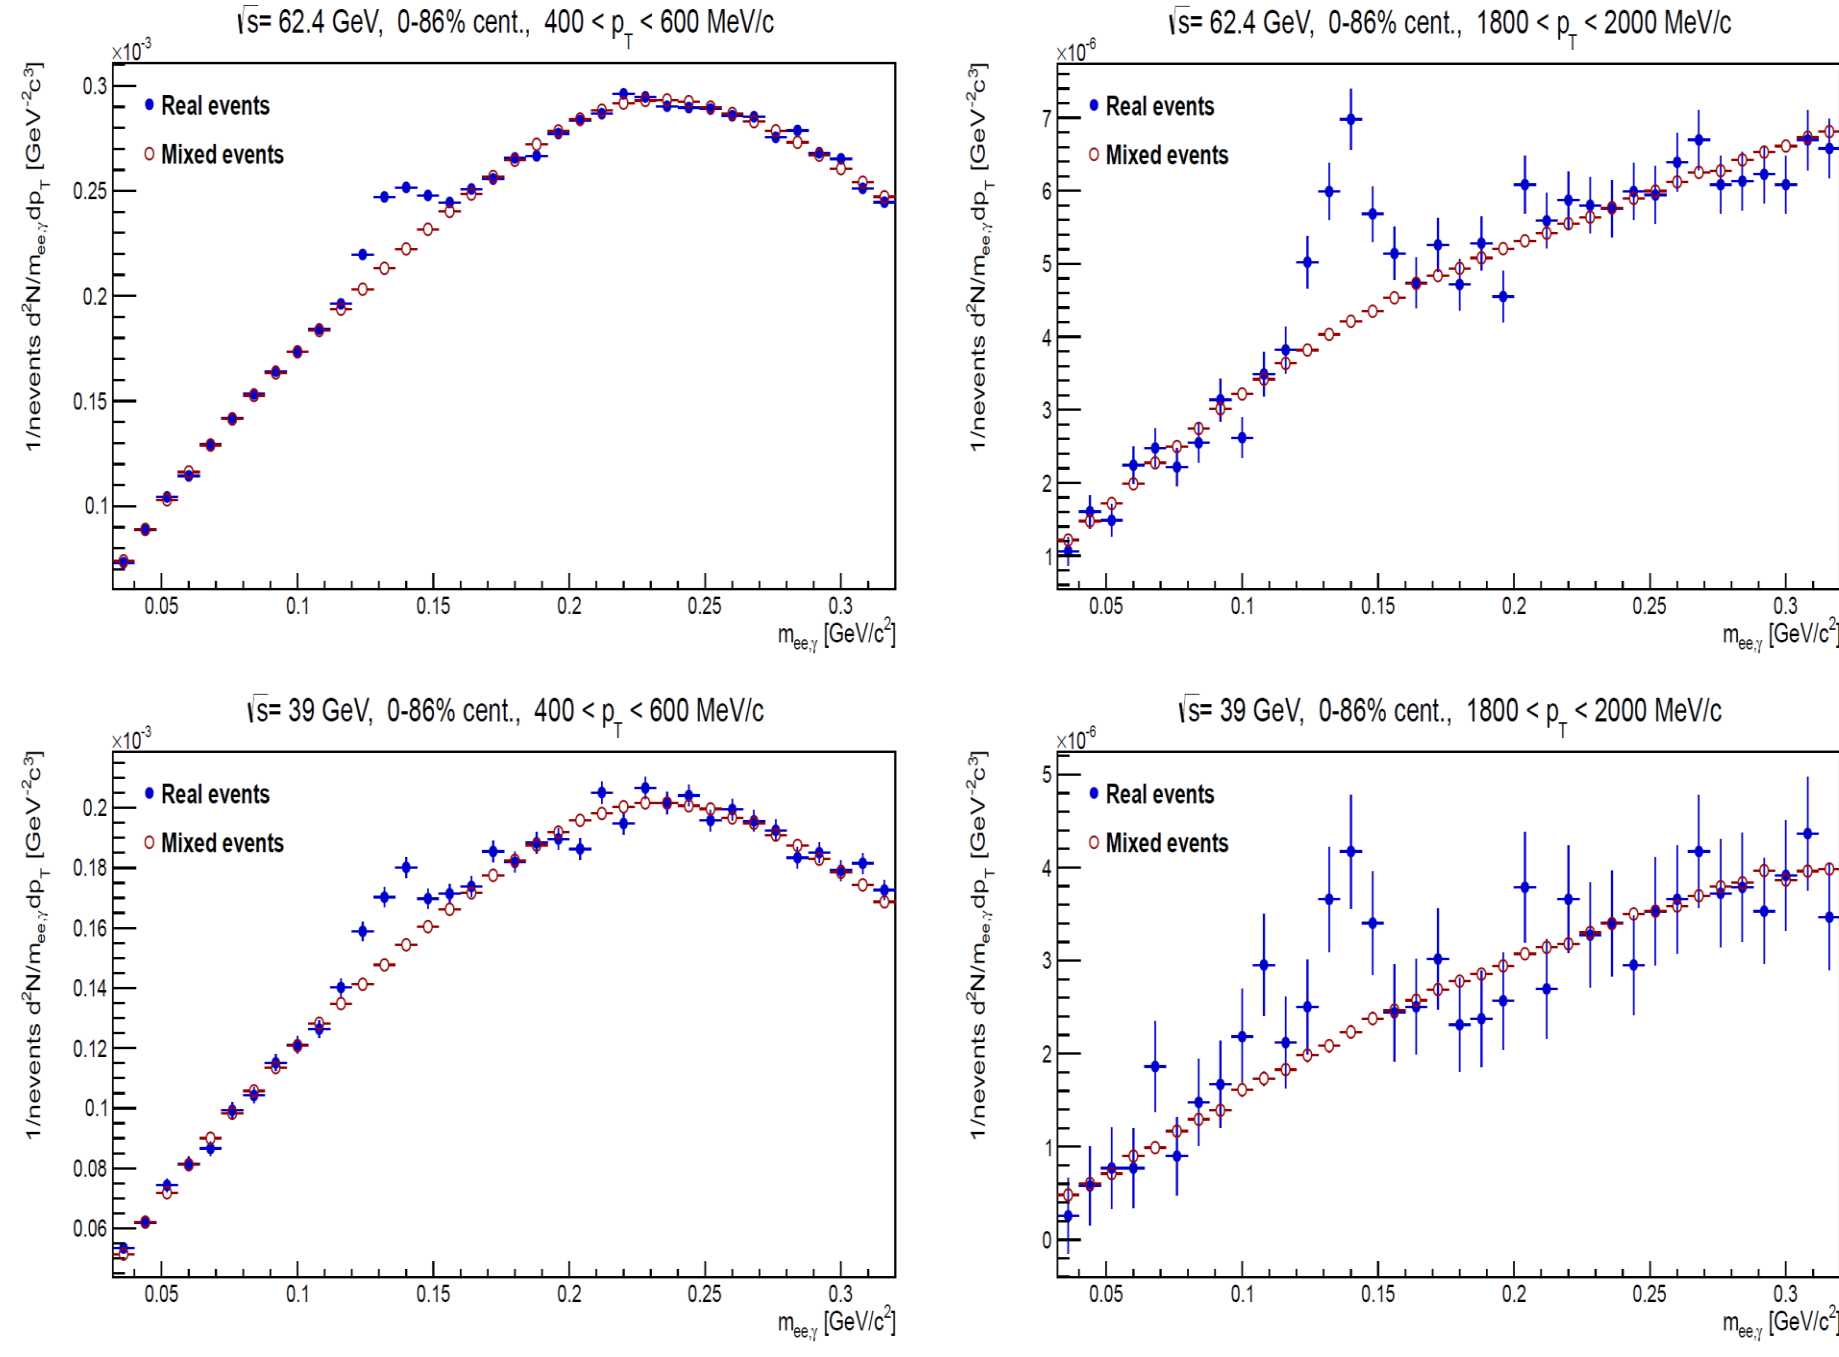 √s= 62.4 GeV, 0-86% cent., 400 < p_T < 600 MeV/c
×10⁻³
1/nevents d²N/m_ee,γ dp_T [GeV⁻²c³]
Real events
Mixed events
0.3
0.25
0.2
0.15
0.1
0.05 0.1 0.15 0.2 0.25 0.3
m_ee,γ [GeV/c²]
√s= 62.4 GeV, 0-86% cent., 1800 < p_T < 2000 MeV/c
×10⁻⁶
1/nevents d²N/m_ee,γ dp_T [GeV⁻²c³]
Real events
Mixed events
7
6
5
4
3
2
1
0.05 0.1 0.15 0.2 0.25 0.3
m_ee,γ [GeV/c²]
√s= 39 GeV, 0-86% cent., 400 < p_T < 600 MeV/c
×10⁻³
1/nevents d²N/m_ee,γ dp_T [GeV⁻²c³]
Real events
Mixed events
0.2
0.18
0.16
0.14
0.12
0.1
0.08
0.06
0.05 0.1 0.15 0.2 0.25 0.3
m_ee,γ [GeV/c²]
√s= 39 GeV, 0-86% cent., 1800 < p_T < 2000 MeV/c
×10⁻⁶
1/nevents d²N/m_ee,γ dp_T [GeV⁻²c³]
Real events
Mixed events
5
4
3
2
1
0
0.05 0.1 0.15 0.2 0.25 0.3
m_ee,γ [GeV/c²]